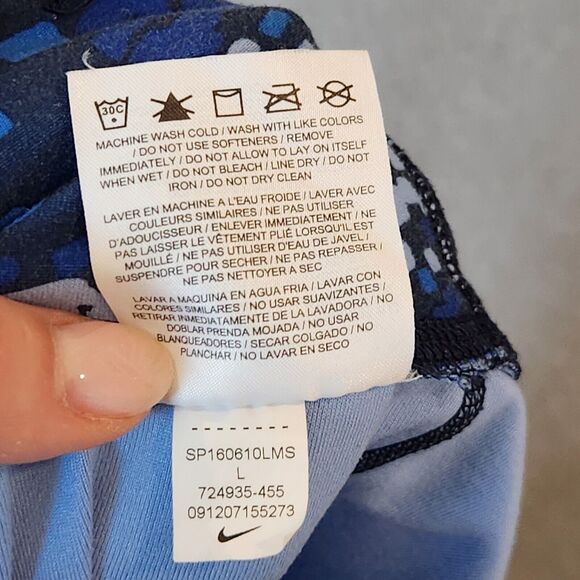 30C
MACHINE WASH COLD / WASH WITH LIKE COLORS
/ DO NOT USE SOFTENERS / REMOVE
IMMEDIATELY / DO NOT ALLOW TO LAY ON ITSELF
WHEN WET / DO NOT BLEACH / LINE DRY / DO NOT
IRON / DO NOT DRY CLEAN
LAVER EN MACHINE A L'EAU FROIDE / LAVER AVEC
COULEURS SIMILAIRES / NE PAS UTILISER
D'ADOUCISSEUR / ENLEVER IMMEDIATEMENT / NE
PAS LAISSER LE VÊTEMENT PLIÉ LORSQU'IL EST
MOUILLÉ / NE PAS UTILISER D'EAU DE JAVEL /
SUSPENDRE POUR SECHER / NE PAS REPASSER /
NE PAS NETTOYER A SEC
LAVAR A MAQUINA EN AGUA FRIA / LAVAR CON
COLORES SIMILARES / NO USAR SUAVIZANTES /
RETIRAR INMEDIATAMENTE DE LA LAVADORA / NO
DOBLAR PRENDA MOJADA / NO USAR
BLANQUEADORES / SECAR COLGADO / NO
PLANCHAR / NO LAVAR EN SECO
SP160610LMS
L
724935-455
091207155273